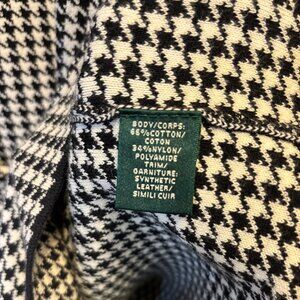 BODY/CORPS:
66%COTTON/
COTON
34%NYLON/
POLYAMIDE
TRIM/
GARNITURE:
SYNTHETIC
LEATHER/
SIMILI CUIR